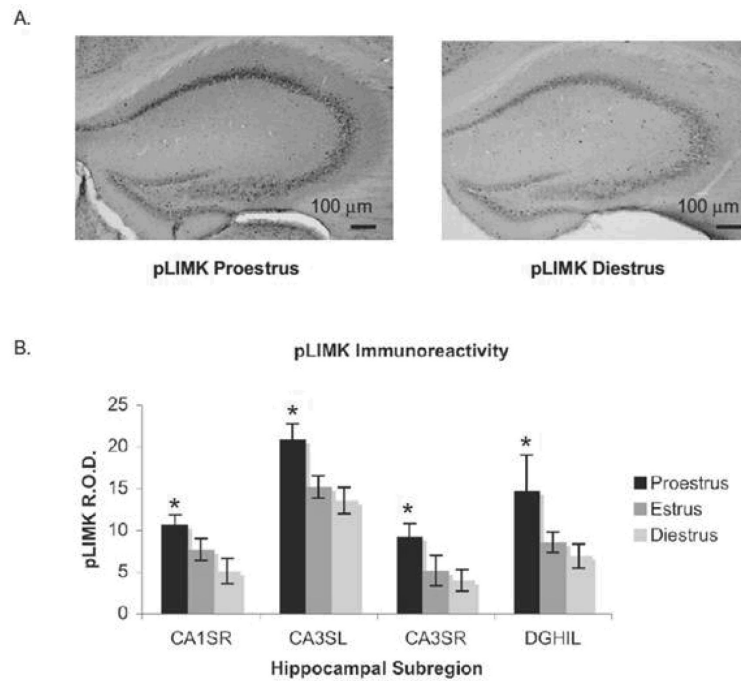 A.
100 µm
100 µm
pLIMK Proestrus
pLIMK Diestrus
B.
pLIMK Immunoreactivity
pLIMK R.O.D.
25
20
15
10
5
0
*
*
*
*
Proestrus
Estrus
Diestrus
CA1SR
CA3SL
CA3SR
DGHIL
Hippocampal Subregion